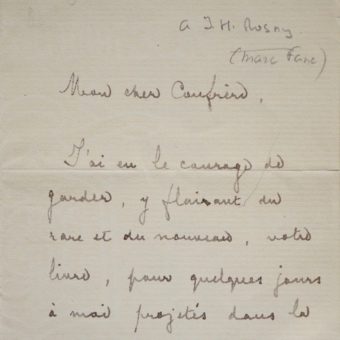 a J. H. Rosny
(Marc Fane)
Mon cher Confrère,
J'ai eu le courage de
garder, y flairant du
rare et du nouveau, votre
livre, pour quelques jours
à moi projetés dans la